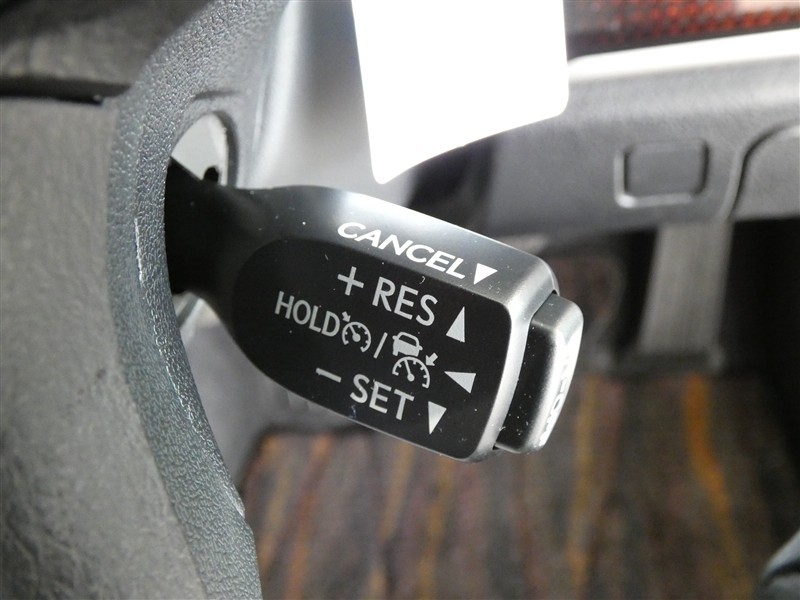 CANCEL▼
+ RES ▲
HOLD /
− SET ▼